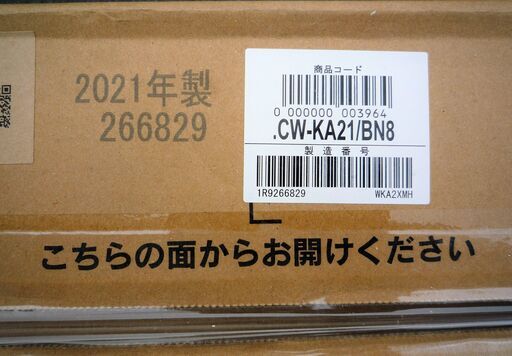 2021年製
266829
商品コード
0 000000 003964
.CW-KA21/BN8
製造番号
1R9266829 WKA2XMH
こちらの面からお開けください